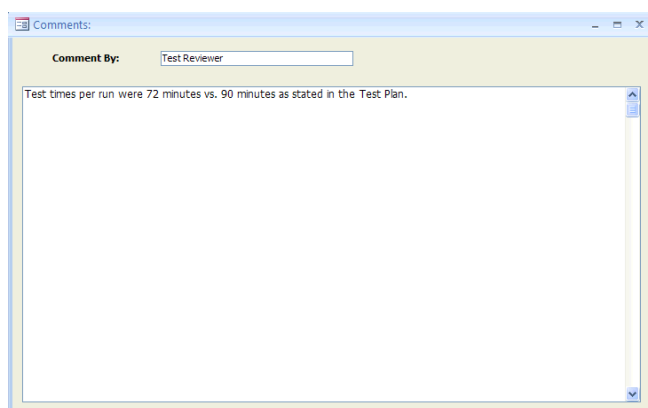 Comments:
Comment By: Test Reviewer
Test times per run were 72 minutes vs. 90 minutes as stated in the Test Plan.